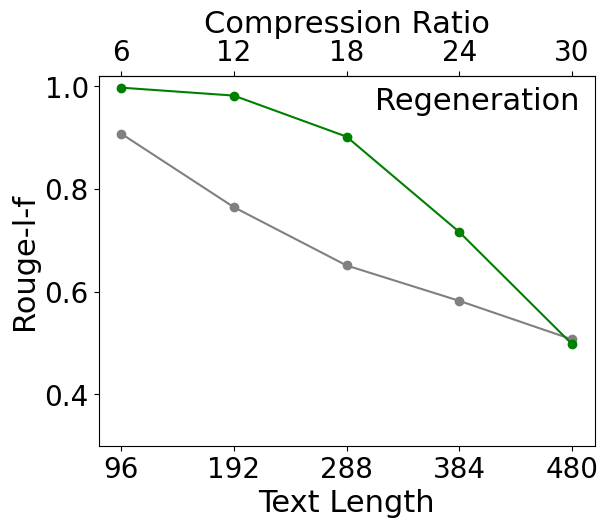 Compression Ratio
6 12 18 24 30
Regeneration
1.0
0.8
0.6
0.4
Rouge-l-f
96 192 288 384 480
Text Length